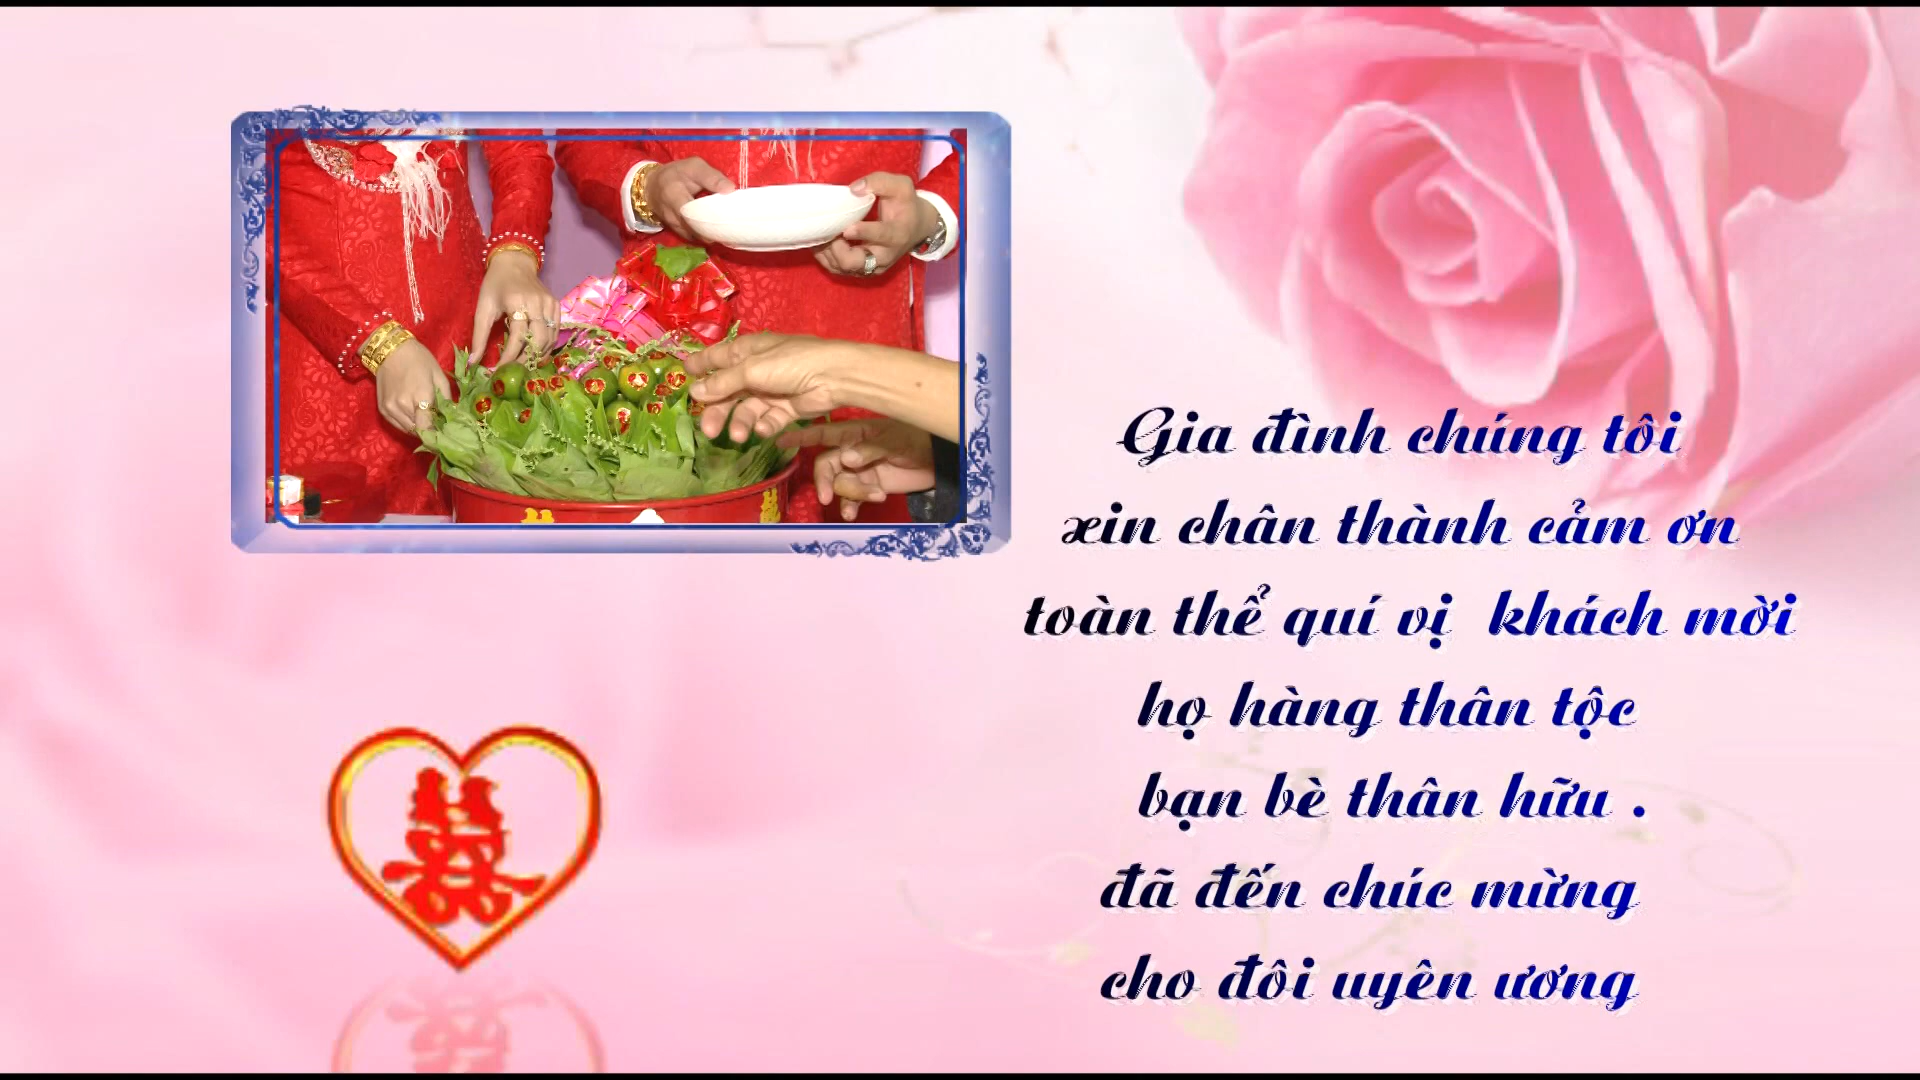 Gia đình chúng tôi
xin chân thành cảm ơn
toàn thể quí vị khách mời
họ hàng thân tộc
bạn bè thân hữu .
đã đến chúc mừng
cho đôi uyên ương
囍